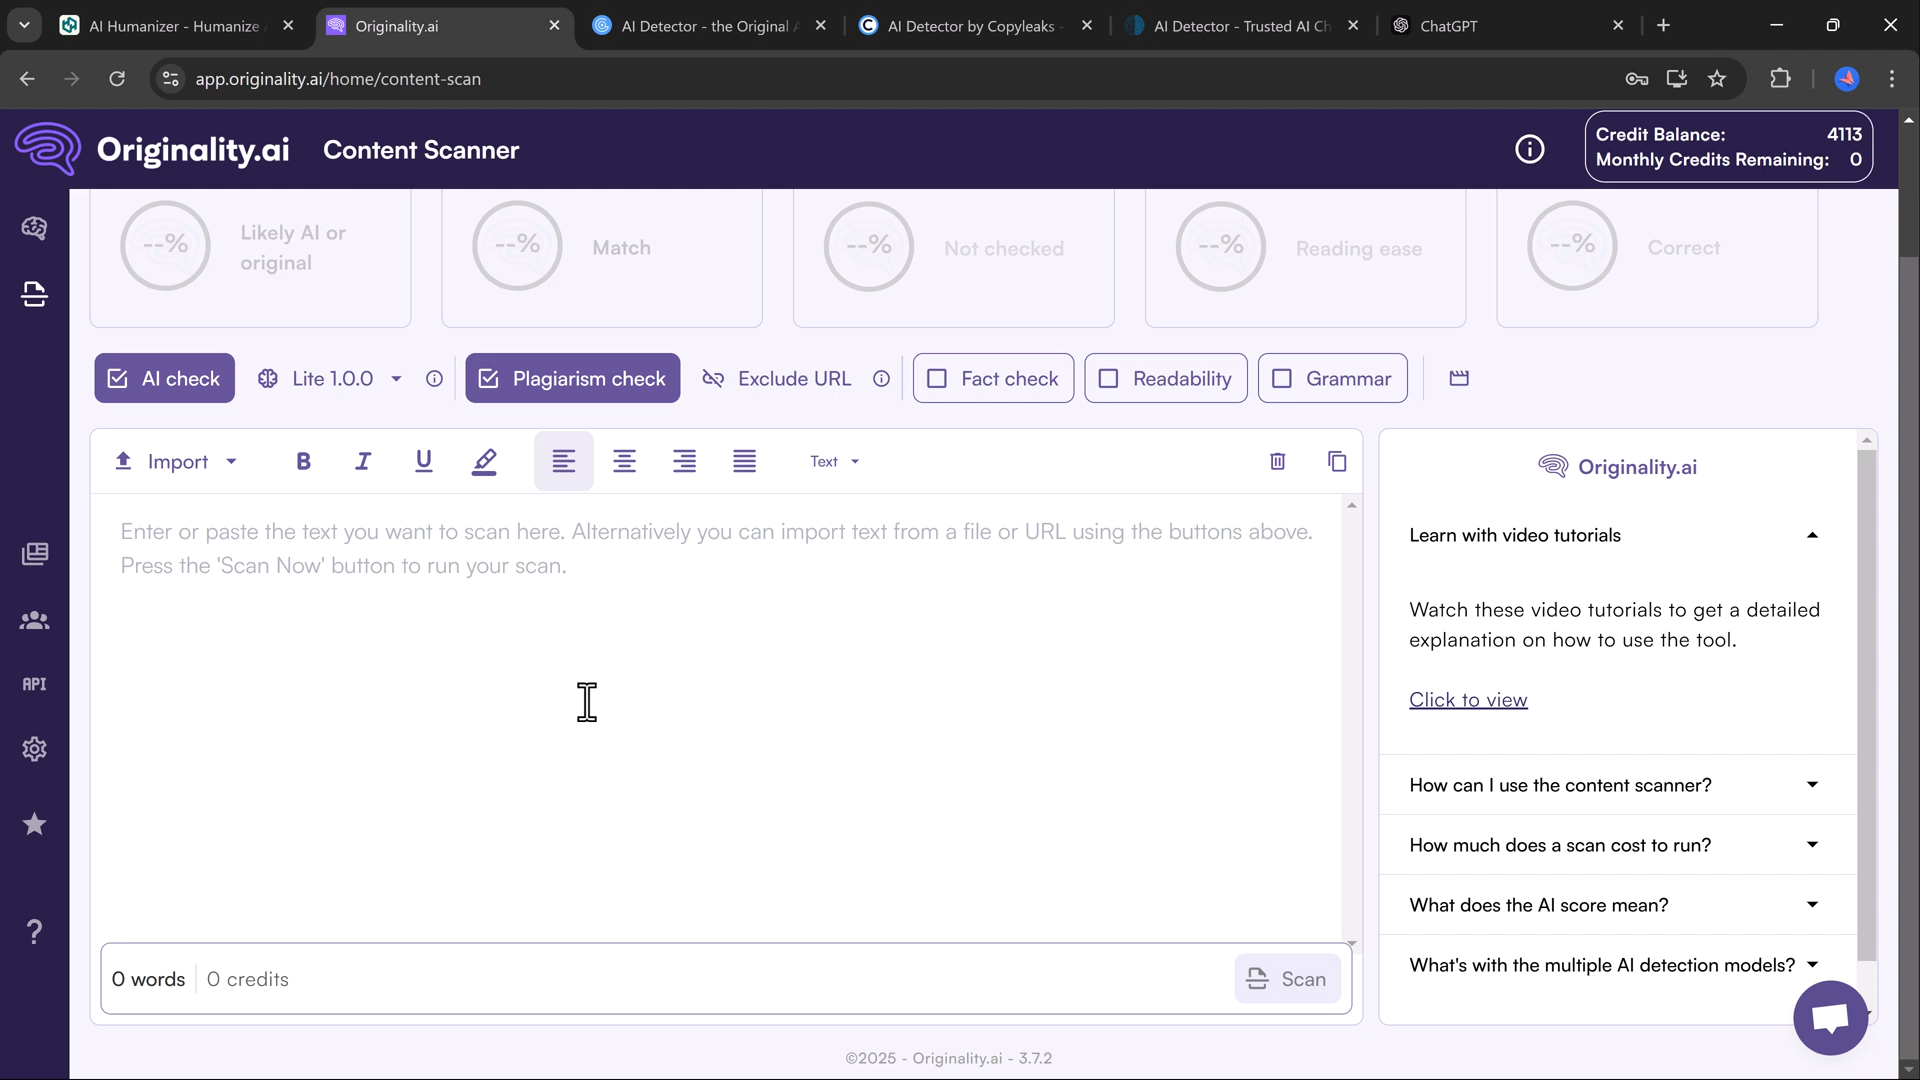 AI Humanizer - Humanize
Originality.ai
AI Detector - the Original
AI Detector by Copyleaks -
AI Detector - Trusted AI Ch
ChatGPT
app.originality.ai/home/content-scan
Originality.ai
Content Scanner
Credit Balance: 4113
Monthly Credits Remaining: 0
--%
Likely AI or
original
--%
Match
--%
Not checked
--%
Reading ease
--%
Correct
AI check
Lite 1.0.0
Plagiarism check
Exclude URL
Fact check
Readability
Grammar
Import
B
I
U
Text
Enter or paste the text you want to scan here. Alternatively you can import text from a file or URL using the buttons above.
Press the 'Scan Now' button to run your scan.
0 words
0 credits
Scan
Originality.ai
Learn with video tutorials
Watch these video tutorials to get a detailed
explanation on how to use the tool.
Click to view
How can I use the content scanner?
How much does a scan cost to run?
What does the AI score mean?
What's with the multiple AI detection models?
API
?
©2025 - Originality.ai - 3.7.2